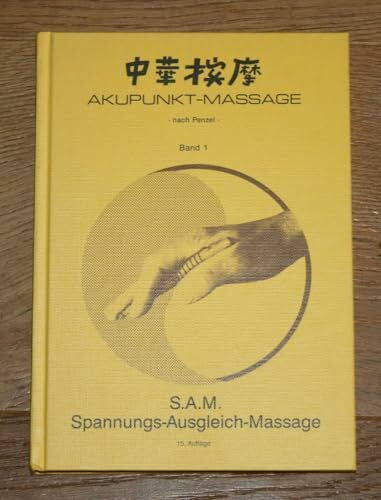 中華按摩
AKUPUNKT-MASSAGE
- nach Penzel -
Band 1
S.A.M.
Spannungs-Ausgleich-Massage
15. Auflage